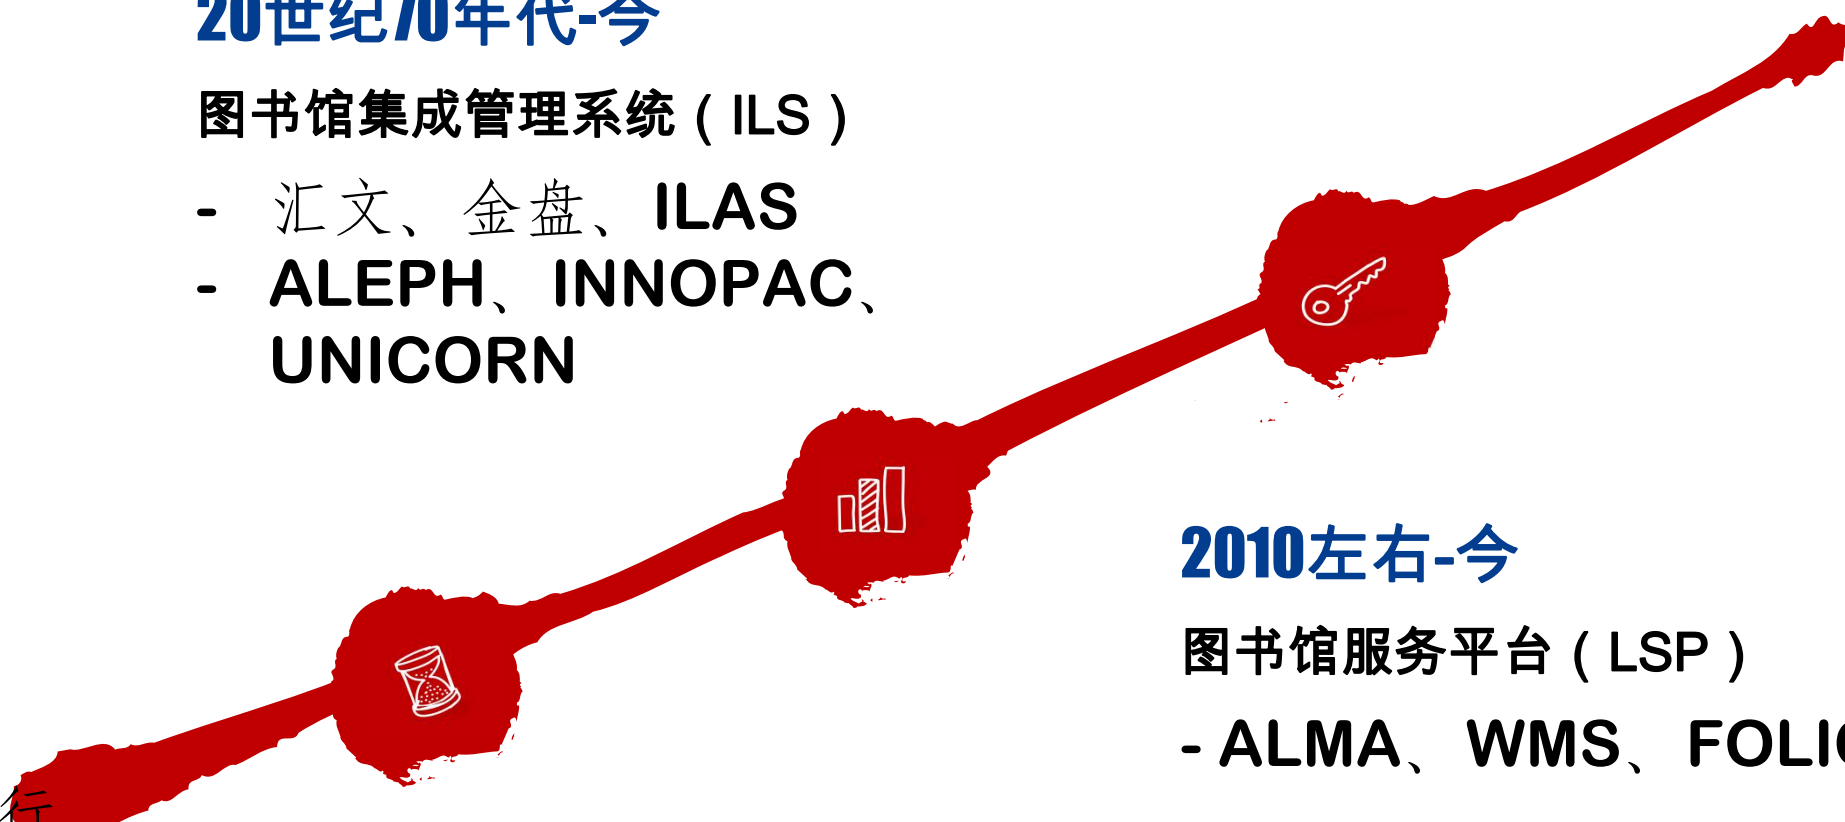 20世纪70年代-今
图书馆集成管理系统（ILS）
- 汇文、金盘、ILAS
- ALEPH、INNOPAC、
UNICORN
2010左右-今
图书馆服务平台（LSP）
- ALMA、WMS、FOLIO
行